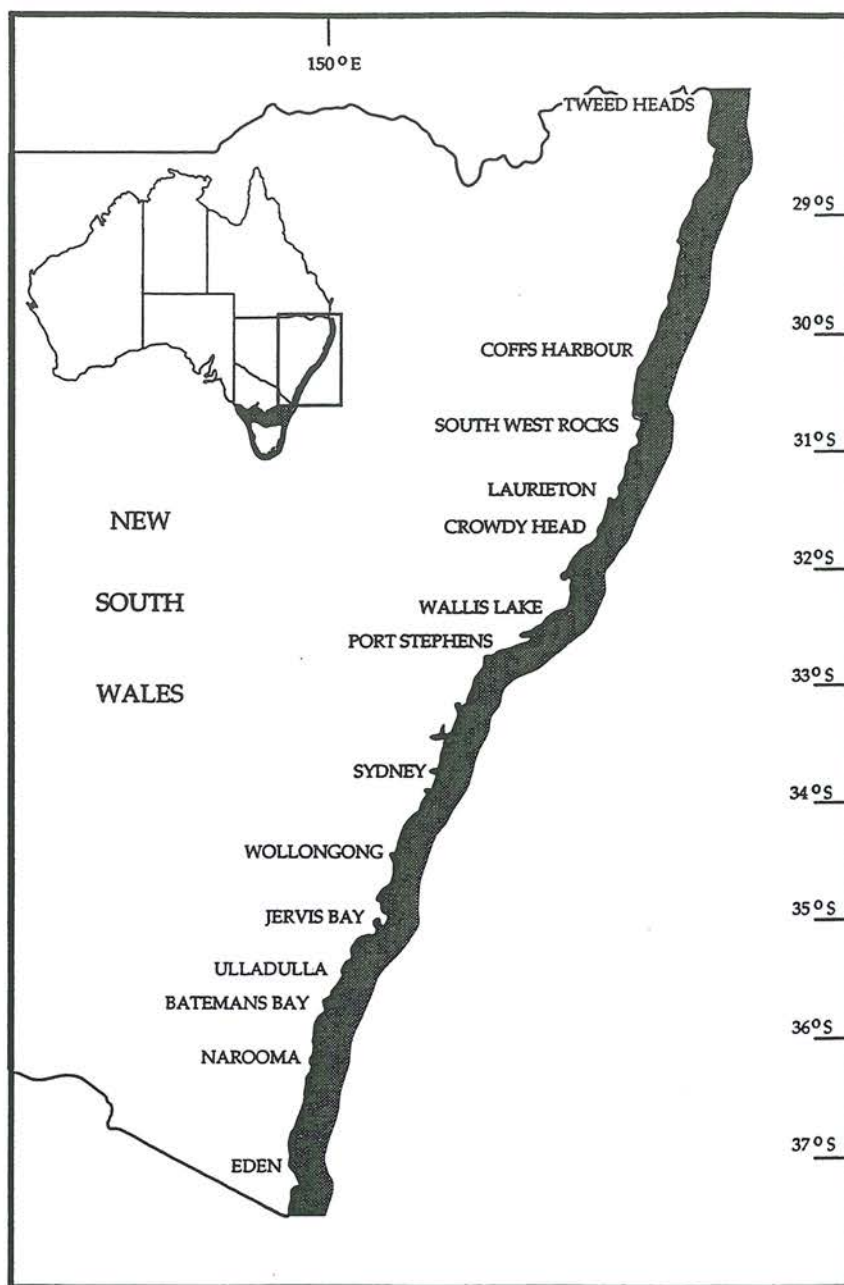 150°E
TWEED HEADS
29°S
30°S
COFFS HARBOUR
SOUTH WEST ROCKS
31°S
LAURIETON
NEW
CROWDY HEAD
32°S
SOUTH
WALLIS LAKE
PORT STEPHENS
33°S
WALES
SYDNEY
34°S
WOLLONGONG
JERVIS BAY
35°S
ULLADULLA
BATEMANS BAY
36°S
NAROOMA
37°S
EDEN